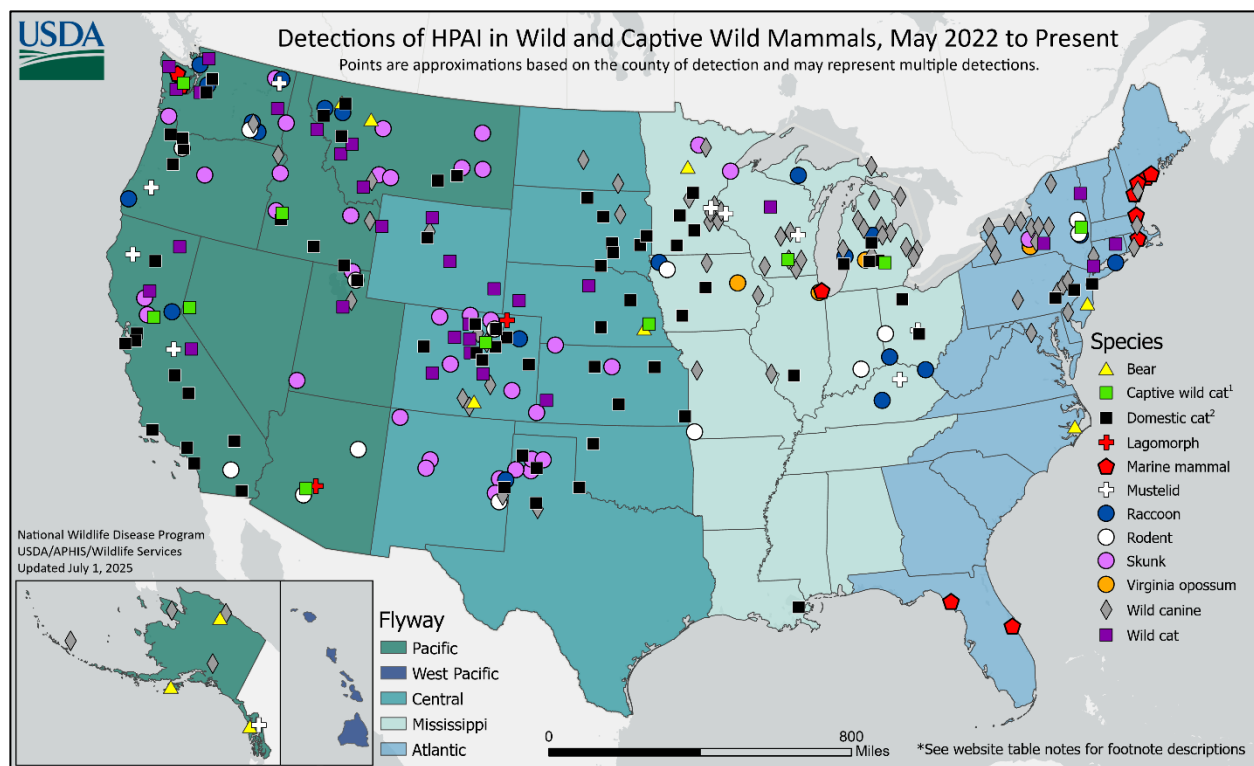 USDA
Detections of HPAI in Wild and Captive Wild Mammals, May 2022 to Present
Points are approximations based on the county of detection and may represent multiple detections.
Species
Bear
Captive wild cat¹
Domestic cat²
Lagomorph
Marine mammal
Mustelid
Raccoon
Rodent
Skunk
Virginia opossum
Wild canine
Wild cat
National Wildlife Disease Program
USDA/APHIS/Wildlife Services
Updated July 1, 2025
Flyway
Pacific
West Pacific
Central
Mississippi
Atlantic
0 800
Miles
*See website table notes for footnote descriptions